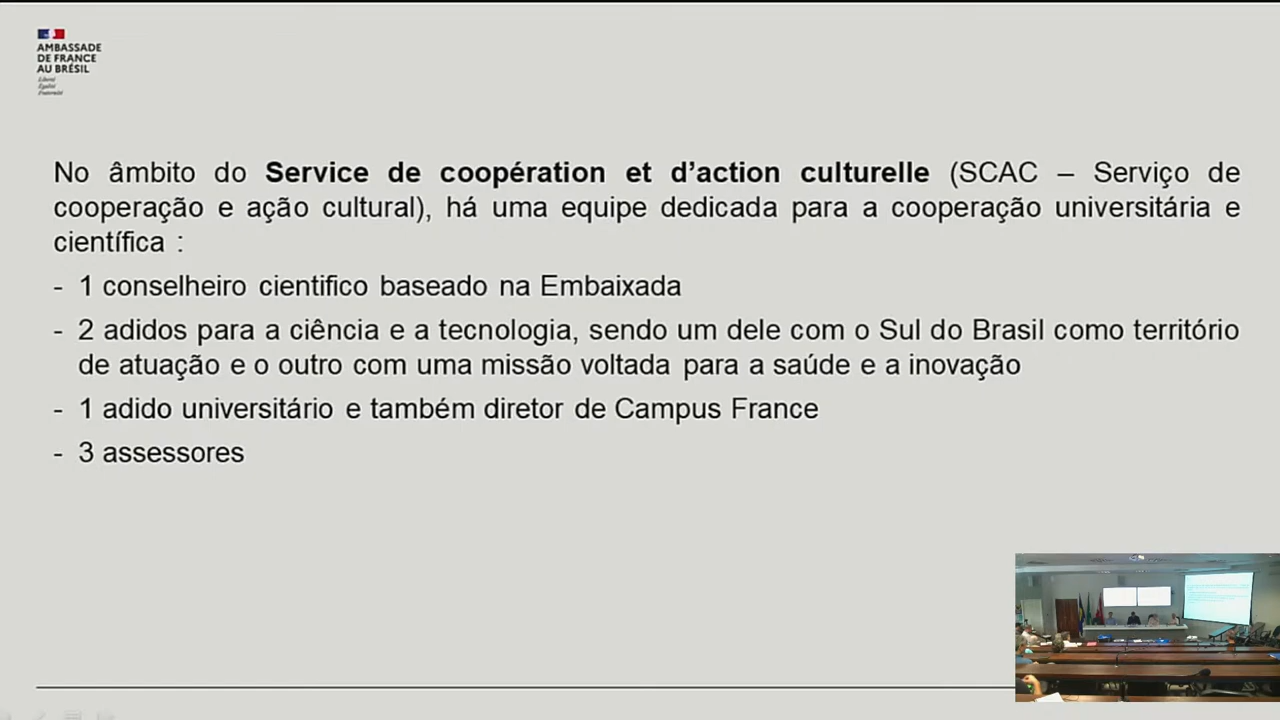 AMBASSADE
DE FRANCE
AU BRÉSIL
Liberté
Égalité
Fraternité
No âmbito do Service de coopération et d’action culturelle (SCAC – Serviço de
cooperação e ação cultural), há uma equipe dedicada para a cooperação universitária e
científica :
- 1 conselheiro cientifico baseado na Embaixada
- 2 adidos para a ciência e a tecnologia, sendo um dele com o Sul do Brasil como território
de atuação e o outro com uma missão voltada para a saúde e a inovação
- 1 adido universitário e também diretor de Campus France
- 3 assessores